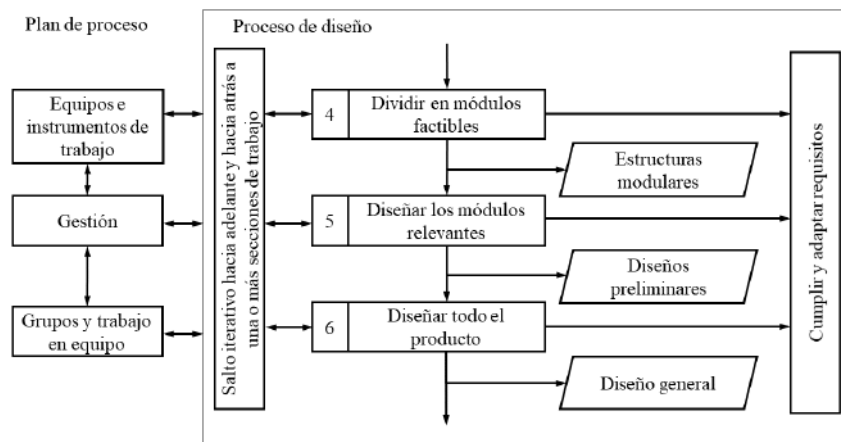 Plan de proceso
Proceso de diseño
Equipos e
instrumentos de
trabajo
Gestión
Grupos y trabajo
en equipo
Salto iterativo hacia adelante y hacia atrás a
una o más secciones de trabajo
4
Dividir en módulos
factibles
Estructuras
modulares
5
Diseñar los módulos
relevantes
Diseños
preliminares
6
Diseñar todo el
producto
Diseño general
Cumplir y adaptar requisitos